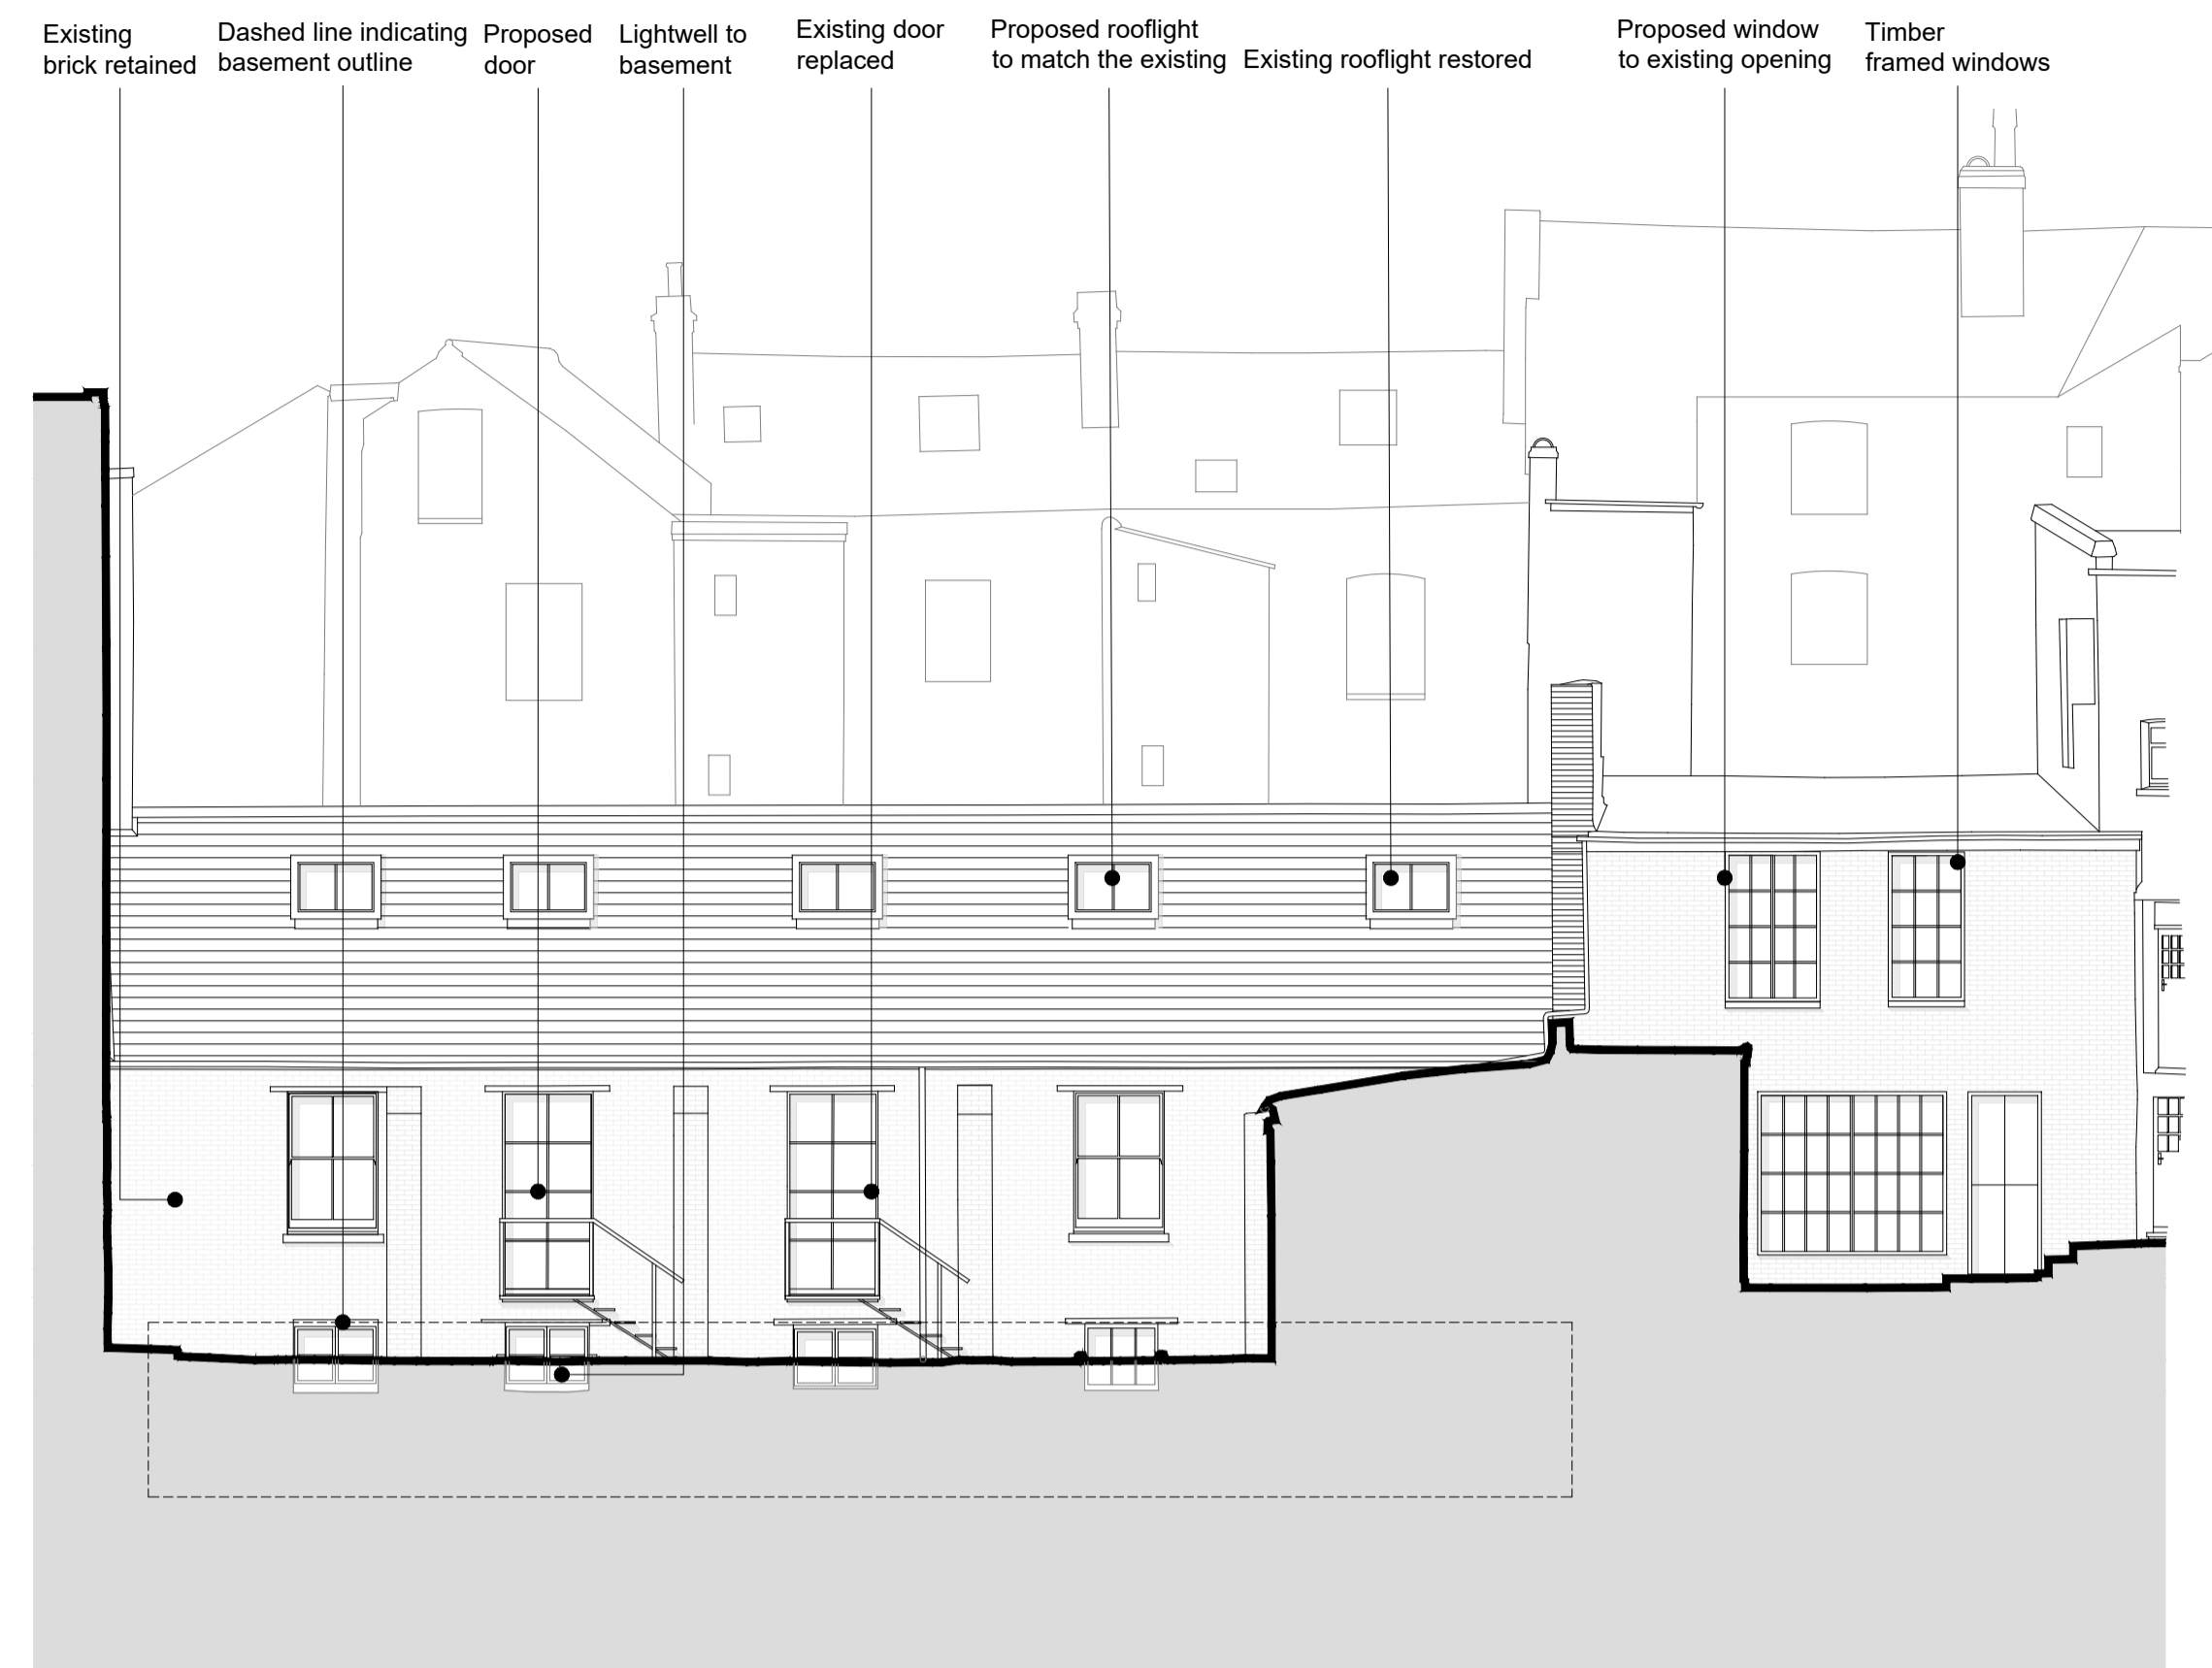 Existing
brick retained
Dashed line indicating
basement outline
Proposed
door
Lightwell to
basement
Existing door
replaced
Proposed rooflight
to match the existing
Existing rooflight restored
Proposed window
to existing opening
Timber
framed windows